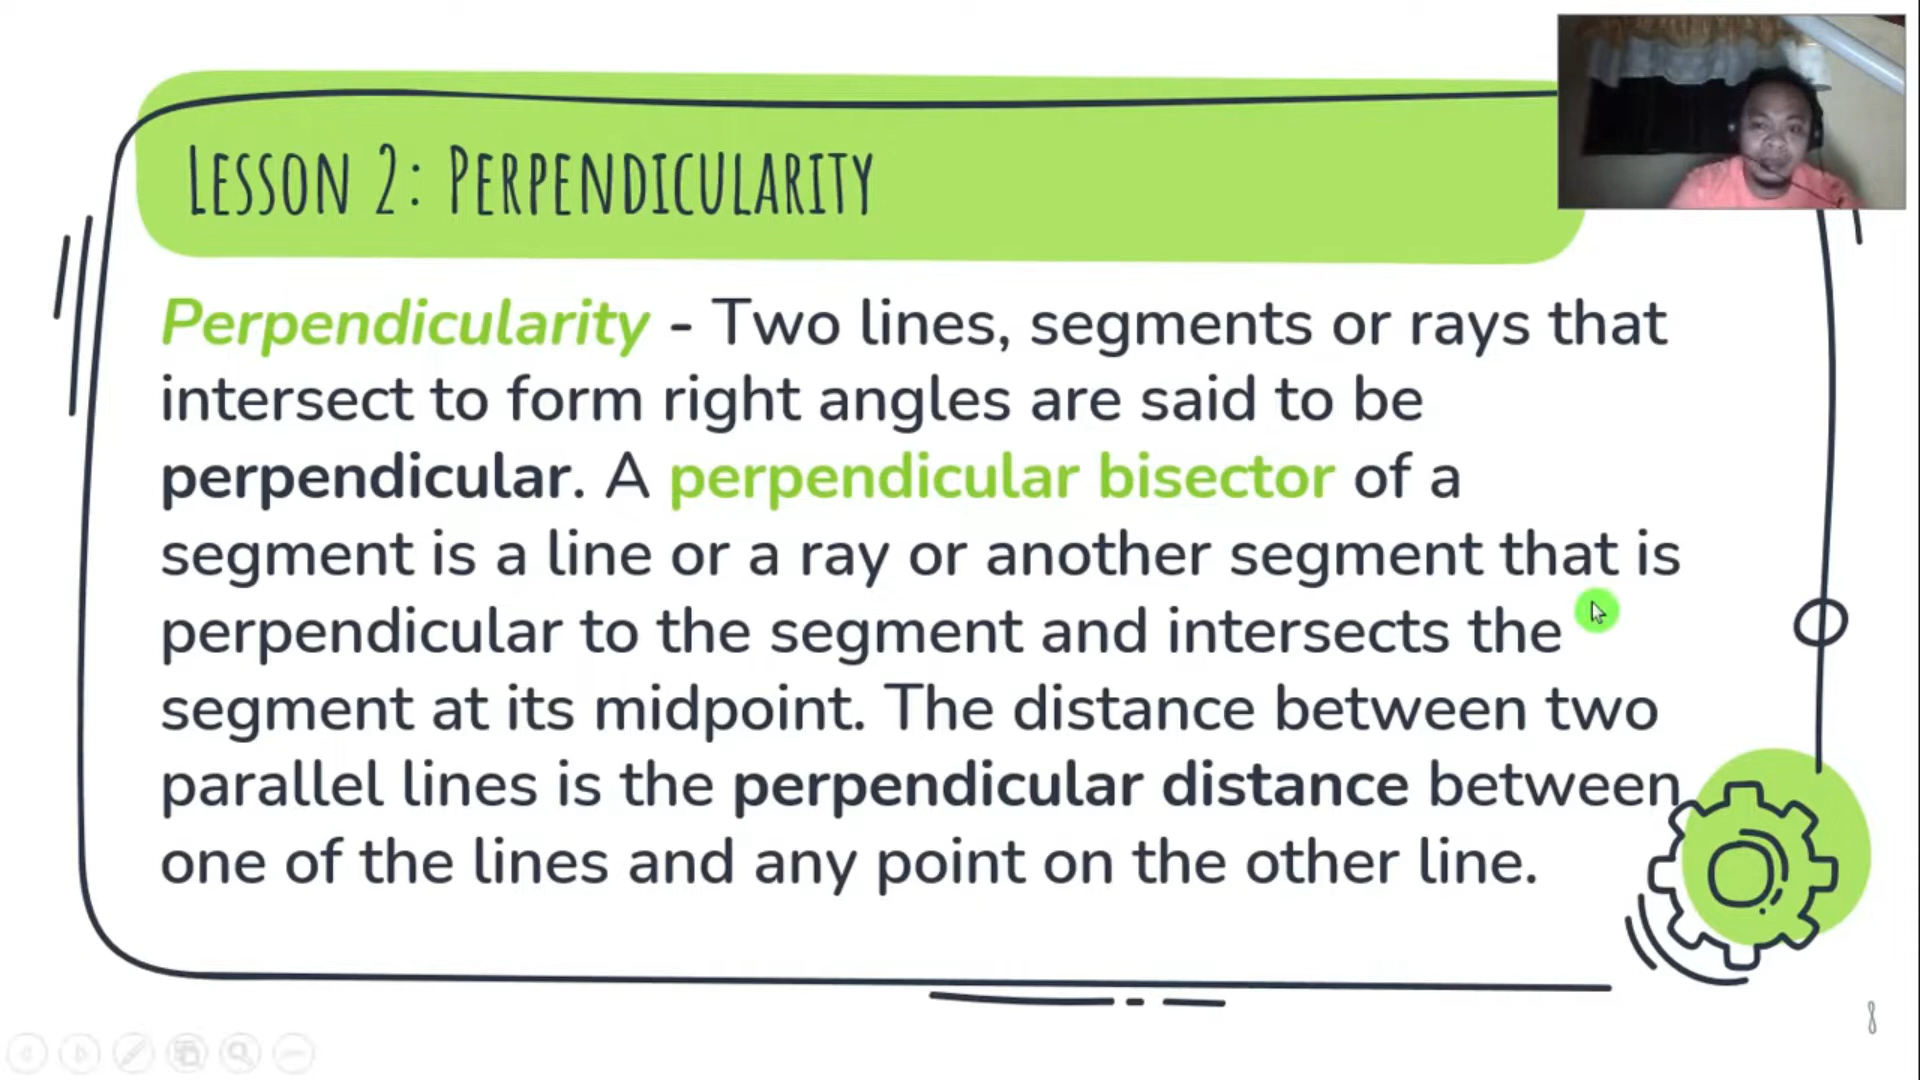 Lesson 2: Perpendicularity
Perpendicularity - Two lines, segments or rays that
intersect to form right angles are said to be
perpendicular. A perpendicular bisector of a
segment is a line or a ray or another segment that is
perpendicular to the segment and intersects the
segment at its midpoint. The distance between two
parallel lines is the perpendicular distance between
one of the lines and any point on the other line.
8